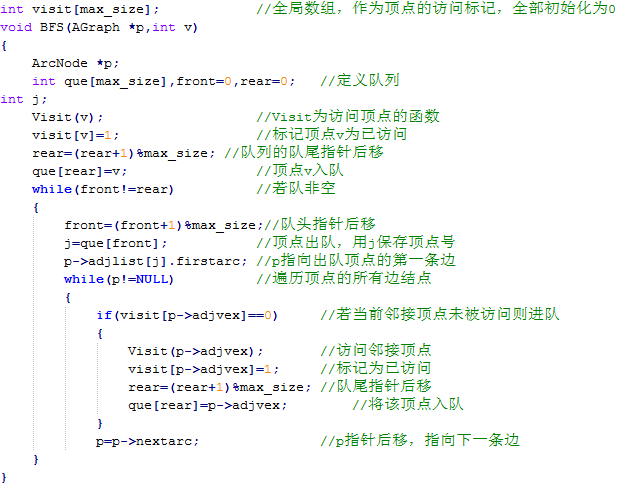 int visit[max_size];            //全局数组，作为顶点的访问标记，全部初始化为0
void BFS(AGraph *p,int v)
{
    ArcNode *p;
    int que[max_size],front=0,rear=0;   //定义队列
int j;
    Visit(v);                   //Visit为访问顶点的函数
    visit[v]=1;                 //标记顶点v为已访问
    rear=(rear+1)%max_size; //队列的队尾指针后移
    que[rear]=v;                //顶点v入队
    while(front!=rear)          //若队非空
    {
        front=(front+1)%max_size;//队头指针后移
        j=que[front];           //顶点出队，用j保存顶点号
        p->adjlist[j].firstarc; //p指向出队顶点的第一条边
        while(p!=NULL)          //遍历顶点的所有边结点
        {
            if(visit[p->adjvex]==0)     //若当前邻接顶点未被访问则进队
            {
                Visit(p->adjvex);       //访问邻接顶点
                visit[p->adjvex]=1;     //标记为已访问
                rear=(rear+1)%max_size; //队尾指针后移
                que[rear]=p->adjvex;        //将该顶点入队
            }
            p=p->nextarc;               //p指针后移，指向下一条边
        }
    }
}